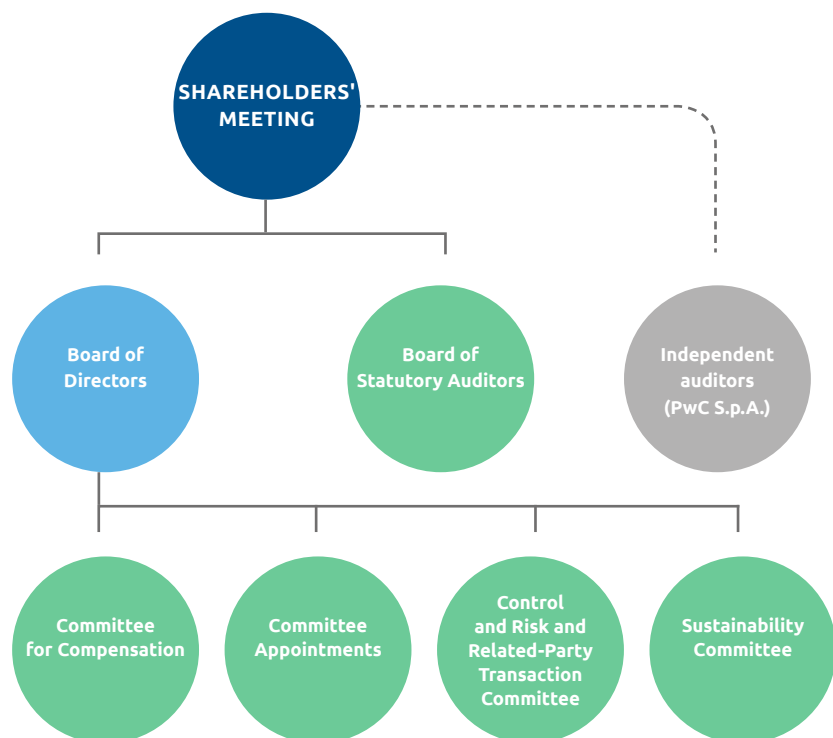 SHAREHOLDERS'
MEETING
Board of
Directors
Board of
Statutory Auditors
Independent
auditors
(PwC S.p.A.)
Committee
for Compensation
Committee
Appointments
Control
and Risk and
Related-Party
Transaction
Committee
Sustainability
Committee